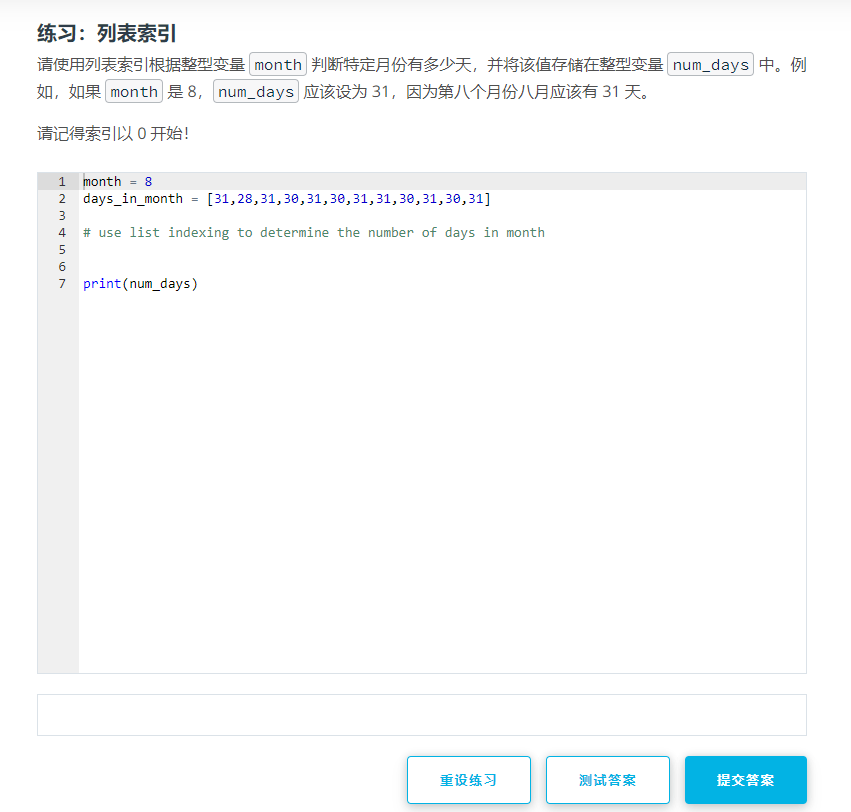 练习：列表索引
请使用列表索引根据整型变量 month 判断特定月份有多少天，并将该值存储在整型变量 num_days 中。例
如，如果 month 是 8， num_days 应该设为 31，因为第八个月份八月应该有 31 天。
请记得索引以 0 开始！
1 month = 8
2 days_in_month = [31,28,31,30,31,30,31,31,30,31,30,31]
3
4 # use list indexing to determine the number of days in month
5
6
7 print(num_days)
重设练习 测试答案 提交答案